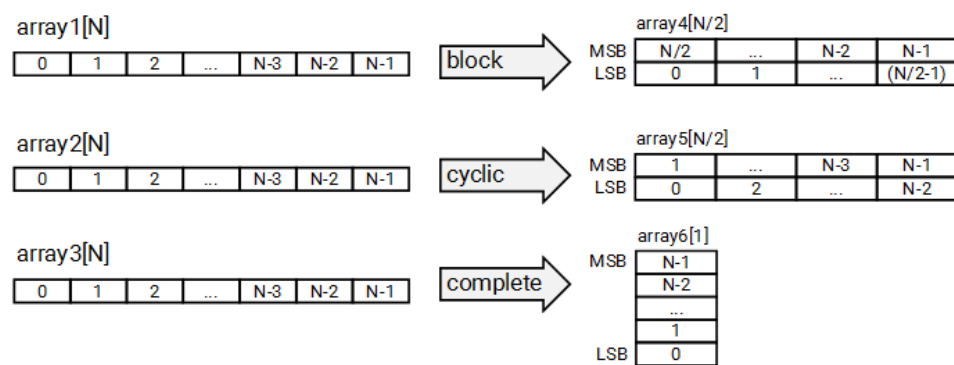 array1[N]
0 1 2 ... N-3 N-2 N-1
block
array4[N/2]
MSB N/2 ... N-2 N-1
LSB 0 1 ... (N/2-1)
array2[N]
0 1 2 ... N-3 N-2 N-1
cyclic
array5[N/2]
MSB 1 ... N-3 N-1
LSB 0 2 ... N-2
array3[N]
0 1 2 ... N-3 N-2 N-1
complete
array6[1]
MSB N-1
N-2
...
1
LSB 0